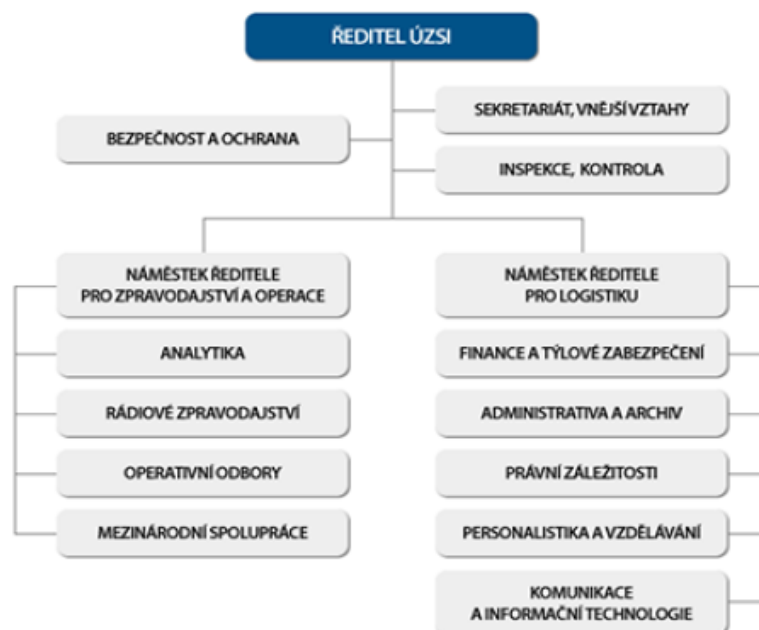 ŘEDITEL ÚZSI
SEKRETARIÁT, VNĚJŠÍ VZTAHY
BEZPEČNOST A OCHRANA
INSPEKCE, KONTROLA
NÁMĚSTEK ŘEDITELE
PRO ZPRAVODAJSTVÍ A OPERACE
ANALYTIKA
RÁDIOVÉ ZPRAVODAJSTVÍ
OPERATIVNÍ ODBORY
MEZINÁRODNÍ SPOLUPRÁCE
NÁMĚSTEK ŘEDITELE
PRO LOGISTIKU
FINANCE A TÝLOVÉ ZABEZPEČENÍ
ADMINISTRATIVA A ARCHIV
PRÁVNÍ ZÁLEŽITOSTI
PERSONALISTIKA A VZDĚLÁVÁNÍ
KOMUNIKACE
A INFORMAČNÍ TECHNOLOGIE